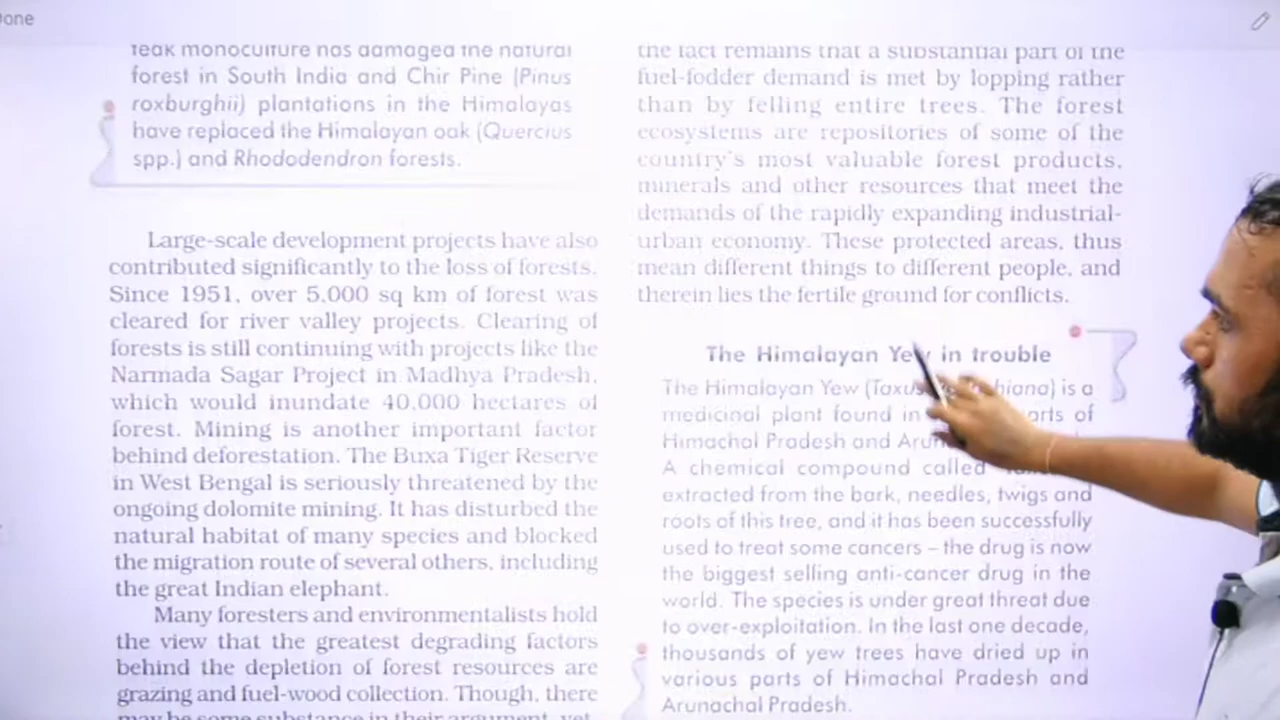 Done
teak monoculture has damaged the natural
forest in South India and Chir Pine (Pinus
roxburghii) plantations in the Himalayas
have replaced the Himalayan oak (Quercius
spp.) and Rhododendron forests.
Large-scale development projects have also
contributed significantly to the loss of forests.
Since 1951, over 5,000 sq km of forest was
cleared for river valley projects. Clearing of
forests is still continuing with projects like the
Narmada Sagar Project in Madhya Pradesh,
which would inundate 40,000 hectares of
forest. Mining is another important factor
behind deforestation. The Buxa Tiger Reserve
in West Bengal is seriously threatened by the
ongoing dolomite mining. It has disturbed the
natural habitat of many species and blocked
the migration route of several others, including
the great Indian elephant.
Many foresters and environmentalists hold
the view that the greatest degrading factors
behind the depletion of forest resources are
grazing and fuel-wood collection. Though, there
may be some substance in their argument, yet,
the fact remains that a substantial part of the
fuel-fodder demand is met by lopping rather
than by felling entire trees. The forest
ecosystems are repositories of some of the
country's most valuable forest products,
minerals and other resources that meet the
demands of the rapidly expanding industrial-
urban economy. These protected areas, thus
mean different things to different people, and
therein lies the fertile ground for conflicts.
The Himalayan Yew in trouble
The Himalayan Yew (Taxus is a
medicinal plant found in parts of
Himachal Pradesh and
A chemical compound called
extracted from the bark, needles, twigs and
roots of this tree, and it has been successfully
used to treat some cancers – the drug is now
the biggest selling anti-cancer drug in the
world. The species is under great threat due
to over-exploitation. In the last one decade,
thousands of yew trees have dried up in
various parts of Himachal Pradesh and
Arunachal Pradesh.